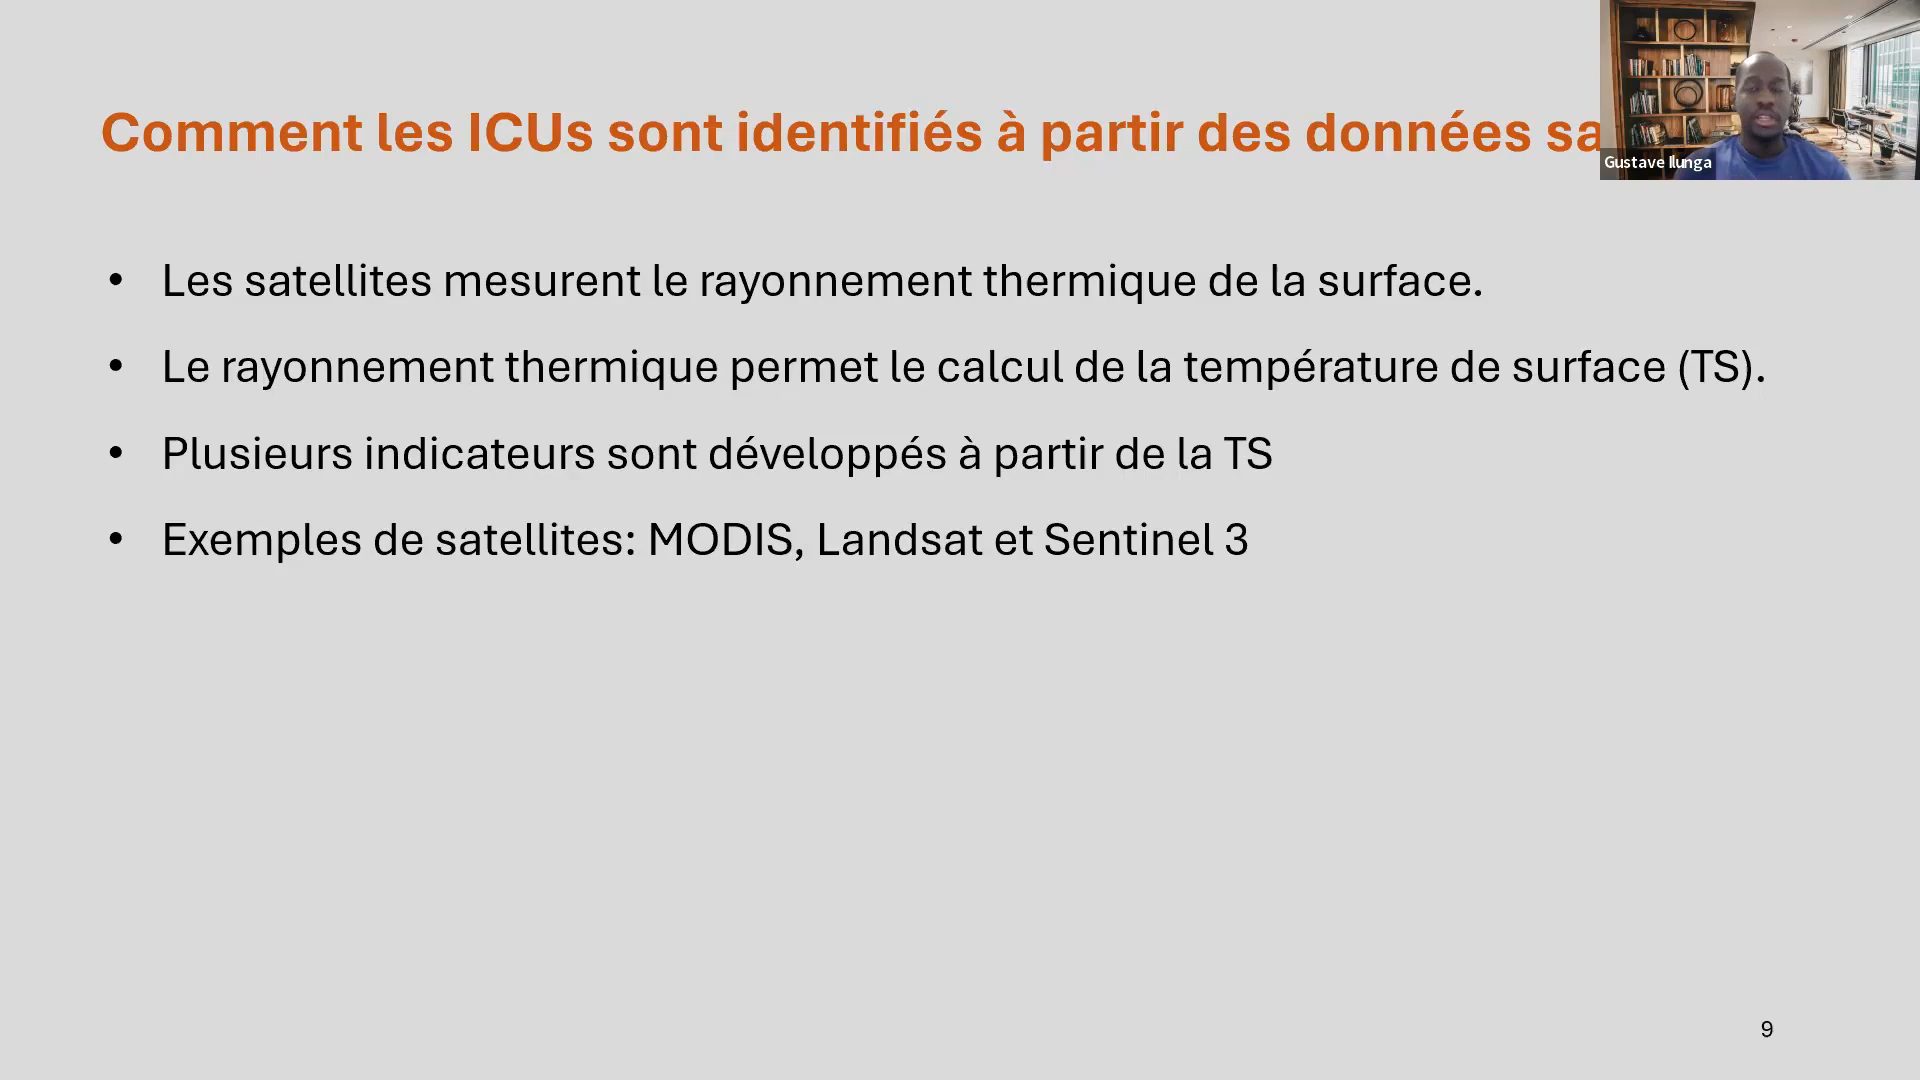 Comment les ICUs sont identifiés à partir des données
Gustave Ilunga
• Les satellites mesurent le rayonnement thermique de la surface.
• Le rayonnement thermique permet le calcul de la température de surface (TS).
• Plusieurs indicateurs sont développés à partir de la TS
• Exemples de satellites: MODIS, Landsat et Sentinel 3
9